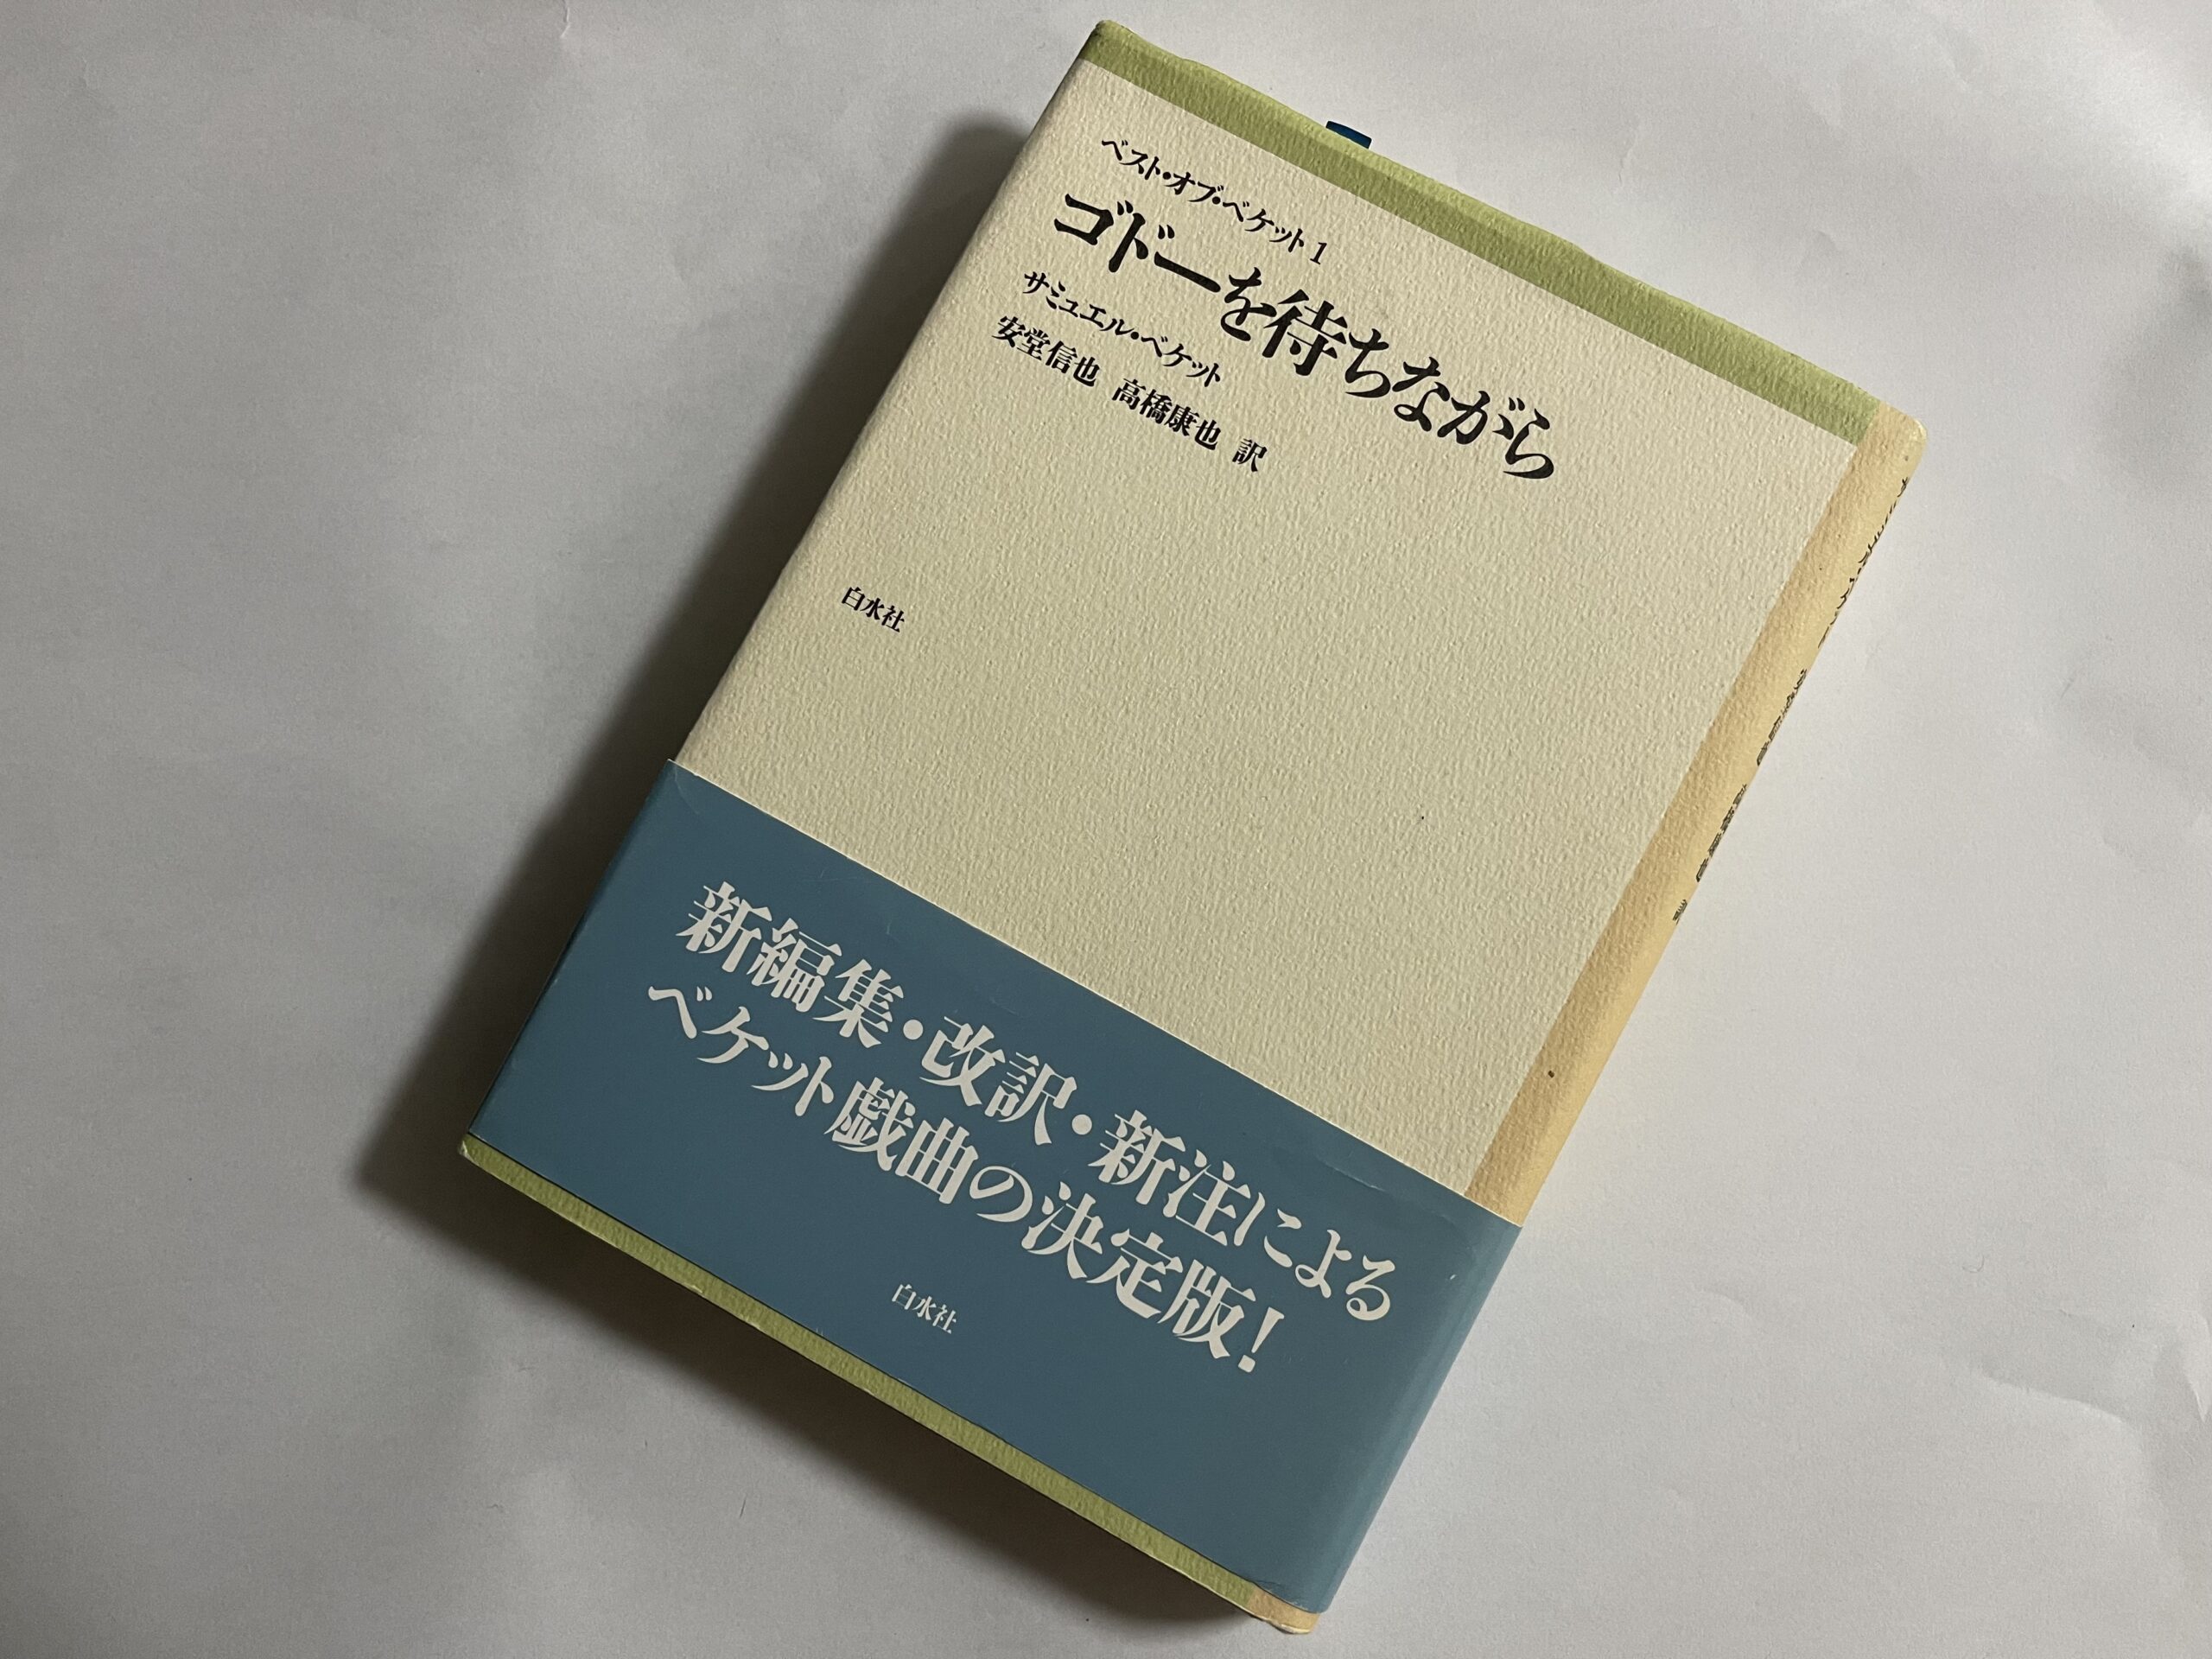 ベスト・オブ・ベケット 1
ゴドーを待ちながら
サミュエル・ベケット
安堂信也 高橋康也 訳
白水社
新編集・改訳・新注による
ベケット戯曲の決定版!
白水社